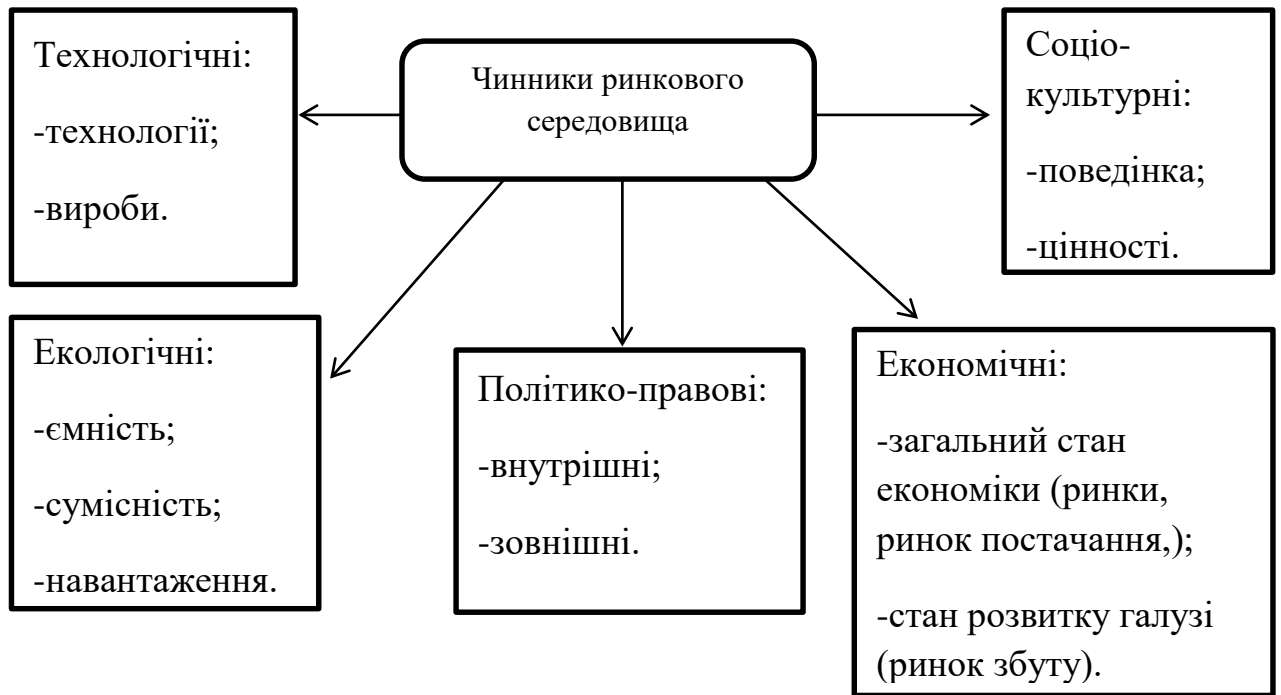 Чинники ринкового
середовища
Технологічні:
-технології;
-вироби.
Соціо-
культурні:
-поведінка;
-цінності.
Екологічні:
-ємність;
-сумісність;
-навантаження.
Політико-правові:
-внутрішні;
-зовнішні.
Економічні:
-загальний стан
економіки (ринки,
ринок постачання,);
-стан розвитку галузі
(ринок збуту).